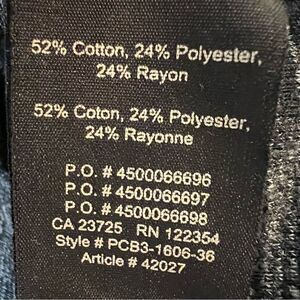 52% Cotton, 24% Polyester,
24% Rayon
52% Coton, 24% Polyester,
24% Rayonne
P.O. # 4500066696
P.O. # 4500066697
P.O. # 4500066698
CA 23725 RN 122354
Style # PCB3-1606-36
Article # 42027